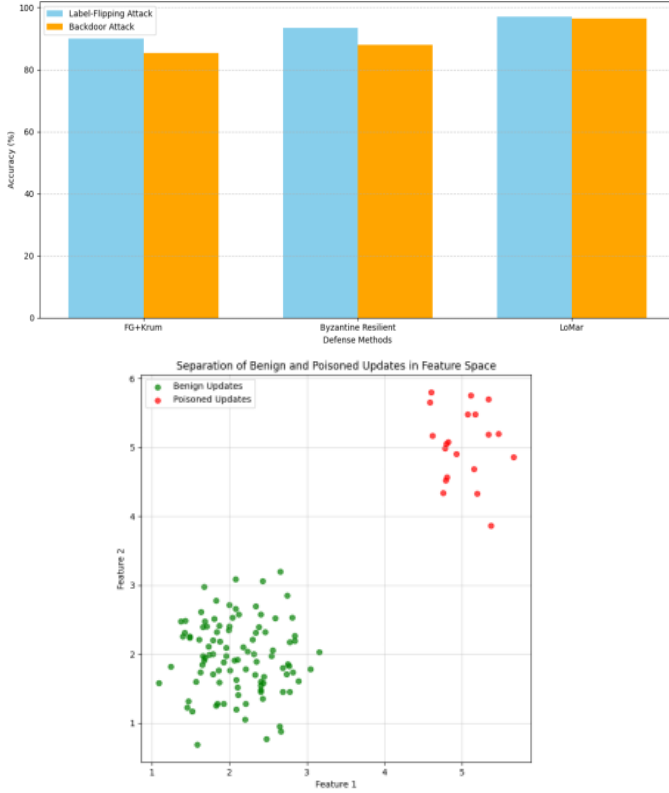 100
Label-Flipping Attack
Backdoor Attack
80
60
40
20
0
Accuracy (%)
FG+Krum
Byzantine Resilient
LoMar
Defense Methods
Separation of Benign and Poisoned Updates in Feature Space
Benign Updates
Poisoned Updates
6
5
4
3
2
1
Feature 2
1
2
3
4
5
Feature 1